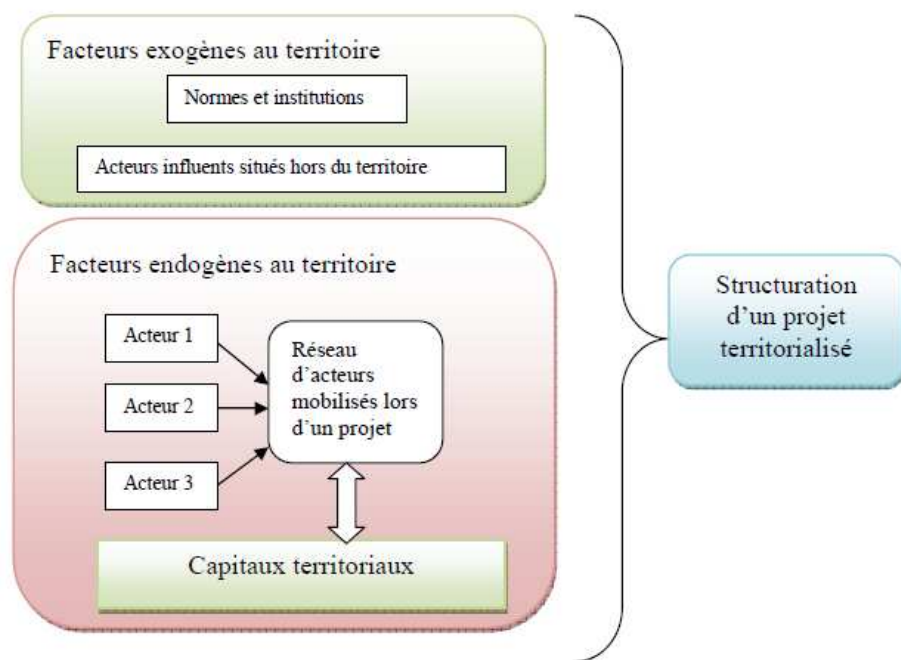 Facteurs exogènes au territoire
Normes et institutions
Acteurs influents situés hors du territoire
Facteurs endogènes au territoire
Acteur 1
Acteur 2
Acteur 3
Réseau
d’acteurs
mobilisés lors
d’un projet
Capitaux territoriaux
Structuration
d’un projet
territorialisé